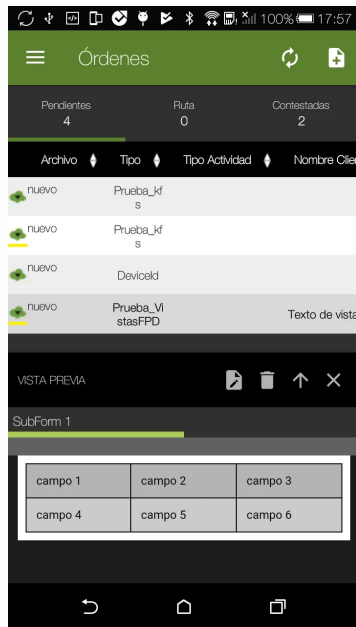 100% 17:57
Órdenes
Pendientes Ruta Contestadas
4 0 2
Archivo Tipo Tipo Actividad Nombre Clie
nuevo Prueba_kf
s
nuevo Prueba_kf
s
nuevo DeviceId
nuevo Prueba_Vi
stasFPD Texto de vista
VISTA PREVIA
SubForm 1
campo 1 campo 2 campo 3
campo 4 campo 5 campo 6